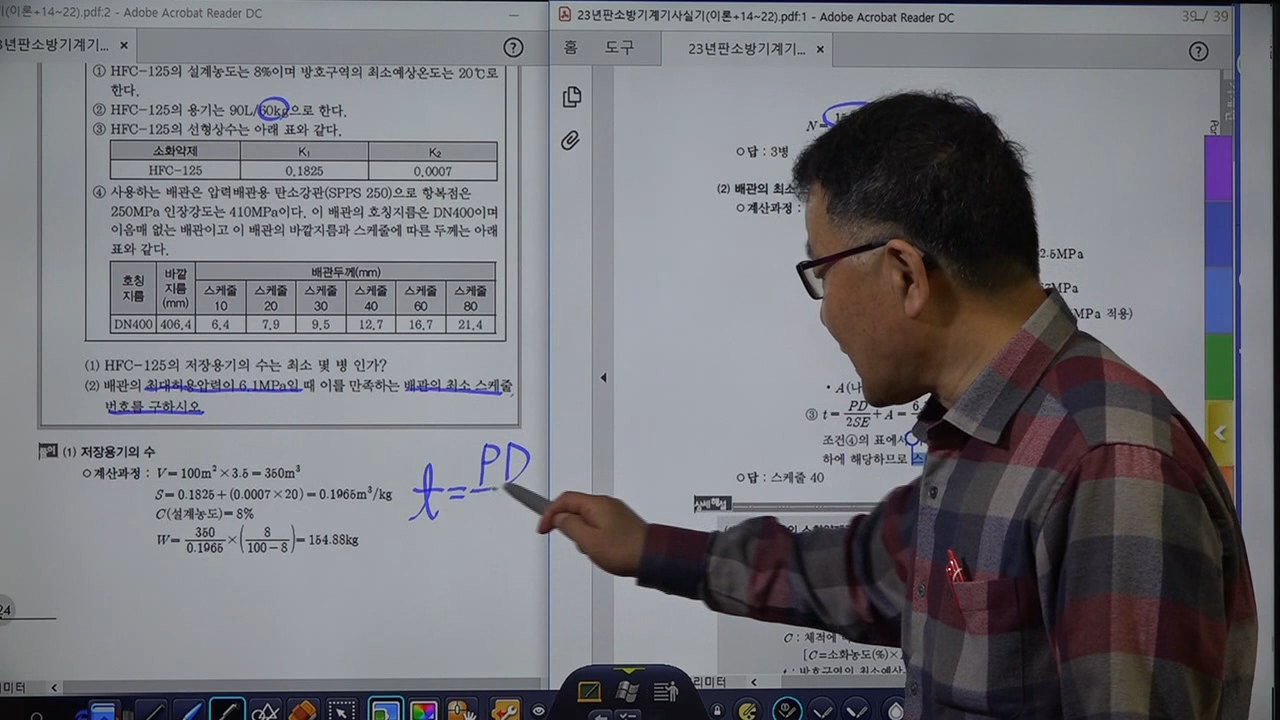 (이론+14~22).pdf:2 - Adobe Acrobat Reader DC
년판소방기계기... ×
① HFC-125의 설계농도는 8%이며 방호구역의 최소예상온도는 20℃로
한다.
② HFC-125의 용기는 90L/60kg으로 한다.
③ HFC-125의 선형상수는 아래 표와 같다.
소화약제 K₁ K₂
HFC-125 0.1825 0.0007
④ 사용하는 배관은 압력배관용 탄소강관(SPPS 250)으로 항복점은
250MPa 인장강도는 410MPa이다. 이 배관의 호칭지름은 DN400이며
이음매 없는 배관이고 이 배관의 바깥지름과 스케줄에 따른 두께는 아래
표와 같다.
호칭지름 바깥지름(mm) 배관두께(mm)
스케줄 10 스케줄 20 스케줄 30 스케줄 40 스케줄 60 스케줄 80
DN400 406.4 6.4 7.9 9.5 12.7 16.7 21.4
(1) HFC-125의 저장용기의 수는 최소 몇 병 인가?
(2) 배관의 최대허용압력이 6.1MPa일 때 이를 만족하는 배관의 최소 스케줄
번호를 구하시오.
(1) 저장용기의 수
○계산과정 : V=100m²×3.5=350m³
S=0.1825+(0.0007×20)=0.1965m³/kg
C(설계농도)=8%
W=350/0.1965×(8/(100-8))=154.88kg
t=PD
24
리미터
23년판소방기계기사실기(이론+14~22).pdf:1 - Adobe Acrobat Reader DC
39 / 39
홈 도구 23년판소방기계기... ×
N=
○답 : 3병
(2) 배관의 최소
○계산과정 :
2.5MPa
MPa 적용)
• A(나
③ t=PD/2SE+A=
조건④의 표에서
하에 해당하므로
○답 : 스케줄 40
상세해설
C : 체적에
[C=소화농도(%)×
t : 방호구역의 최소예상
리미터